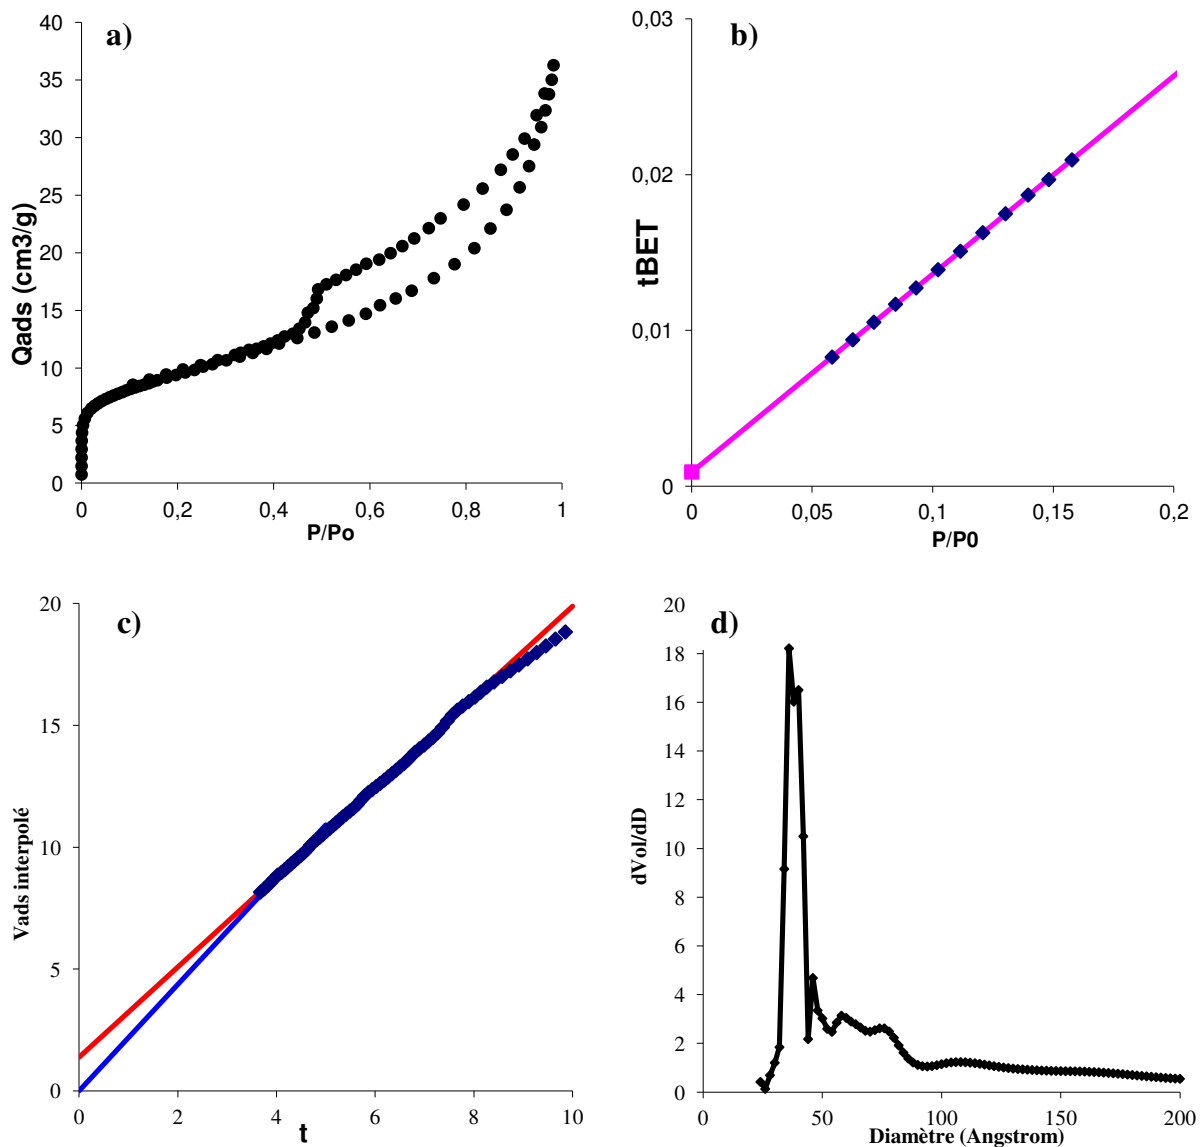 a)
40
35
30
25
20
15
10
5
0
Qads (cm3/g)
0 0,2 0,4 0,6 0,8 1
P/Po
b)
0,03
0,02
0,01
0
tBET
0 0,05 0,1 0,15 0,2
P/P0
c)
20
15
10
5
0
Vads interpolé
0 2 4 6 8 10
t
d)
20
18
16
14
12
10
8
6
4
2
0
dVol/dD
0 50 100 150 200
Diamètre (Angstrom)